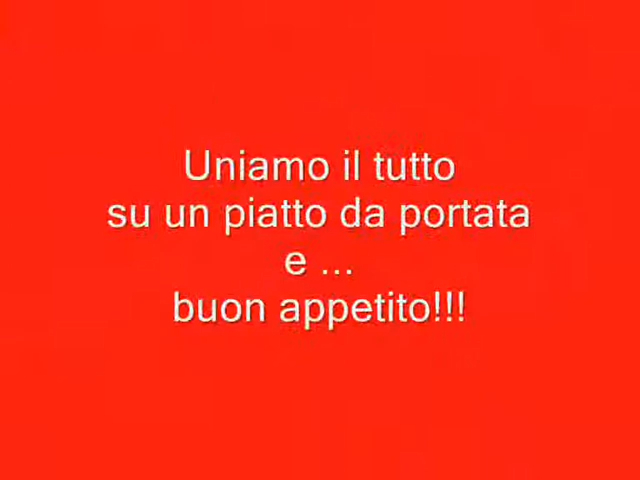 Uniamo il tutto
su un piatto da portata
e ...
buon appetito!!!